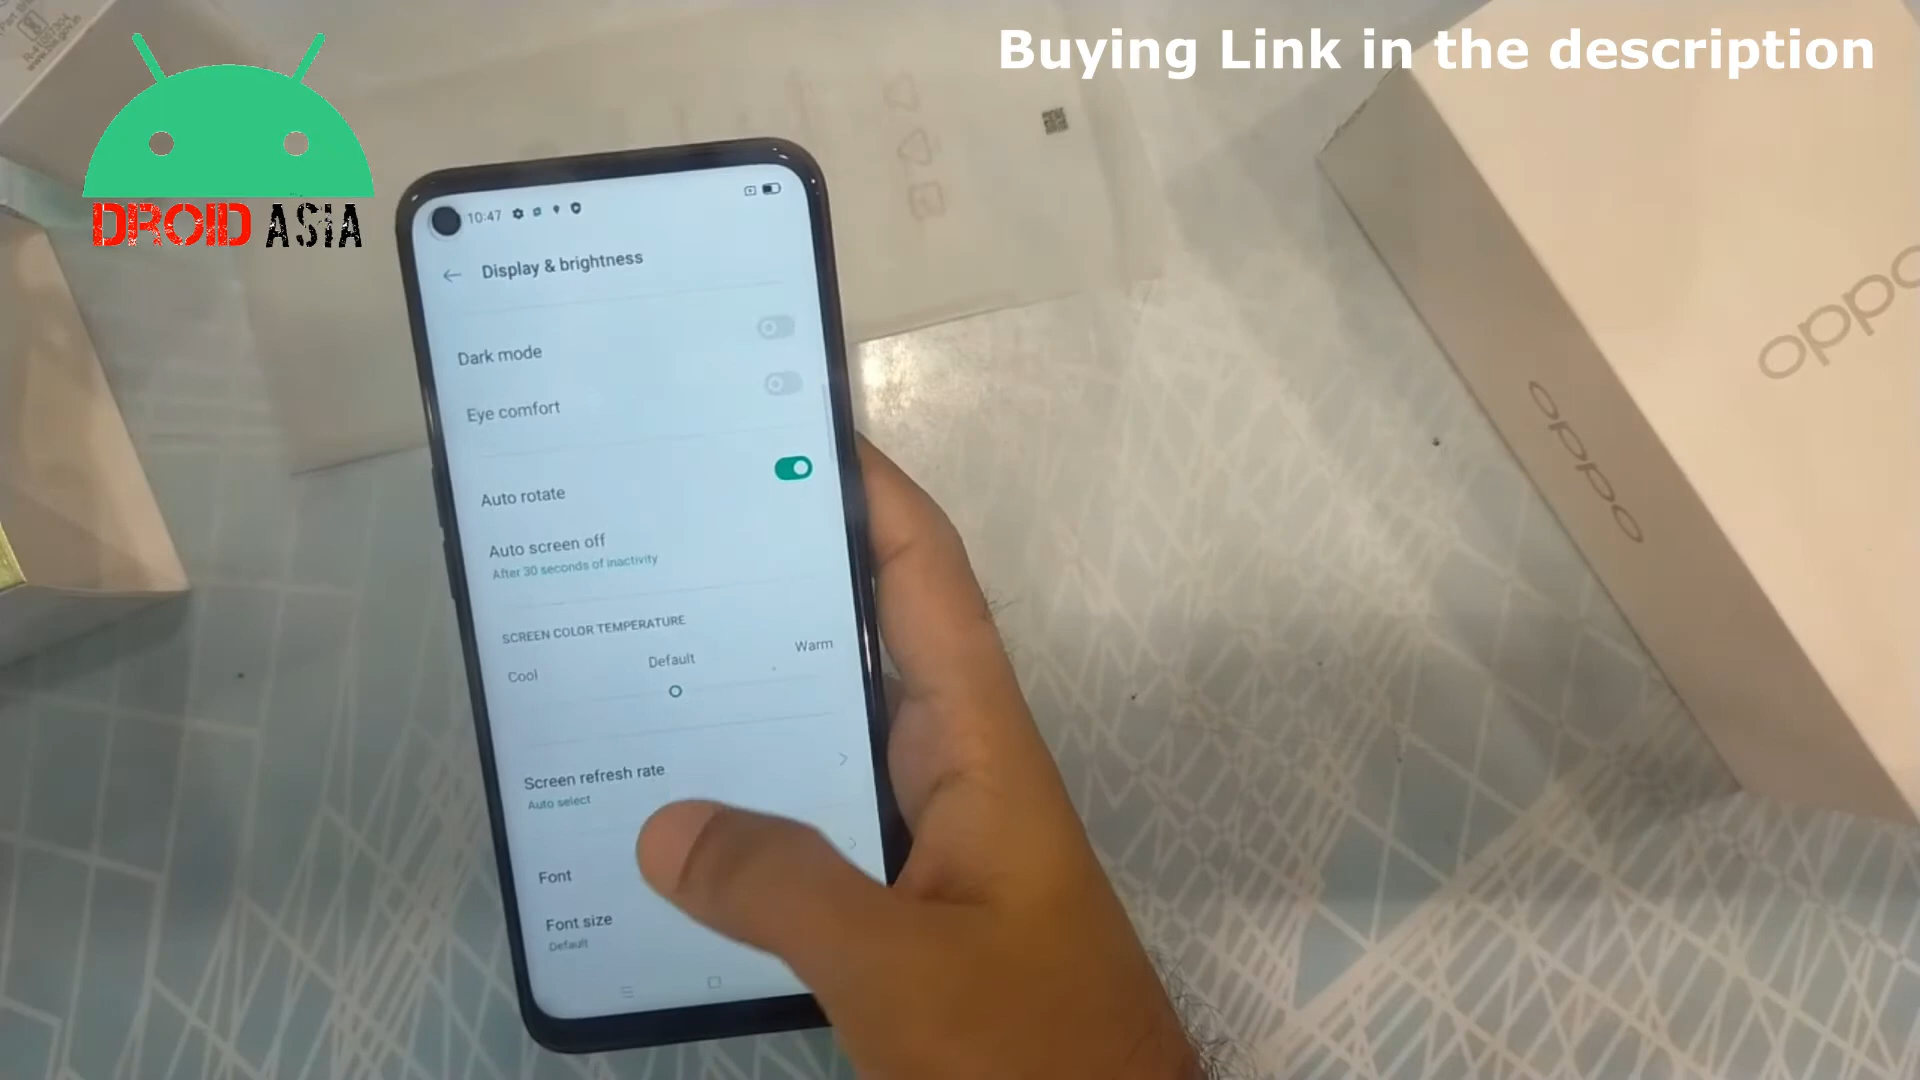 Buying Link in the description
DROID ASIA
10:47
Display & brightness
Dark mode
Eye comfort
Auto rotate
Auto screen off
After 30 seconds of inactivity
SCREEN COLOR TEMPERATURE
Cool
Default
Warm
Screen refresh rate
Auto select
Font
Font size
Default
oppo
oppo